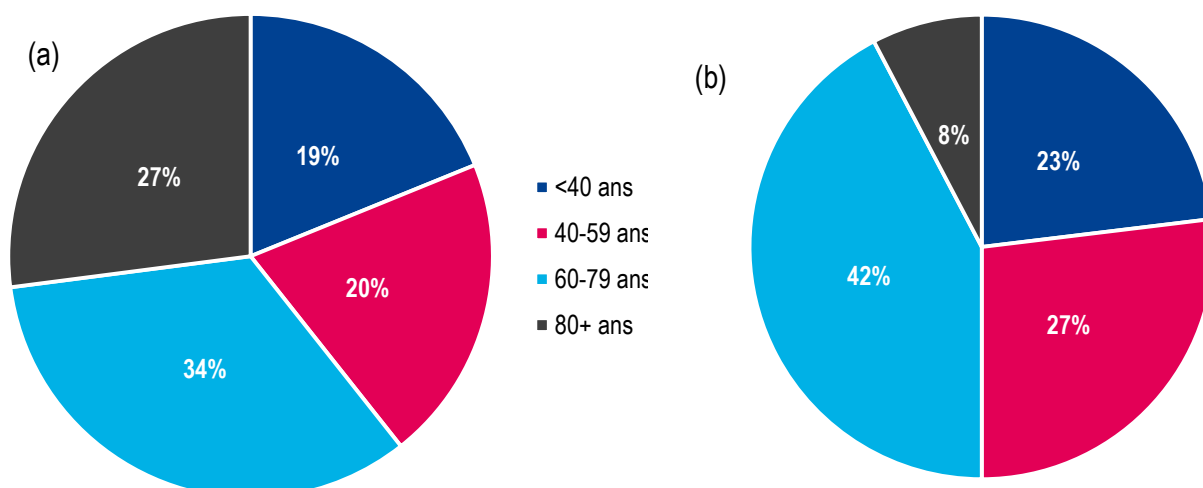 (a)
19%
20%
34%
27%
<40 ans
40-59 ans
60-79 ans
80+ ans
(b)
23%
27%
42%
8%